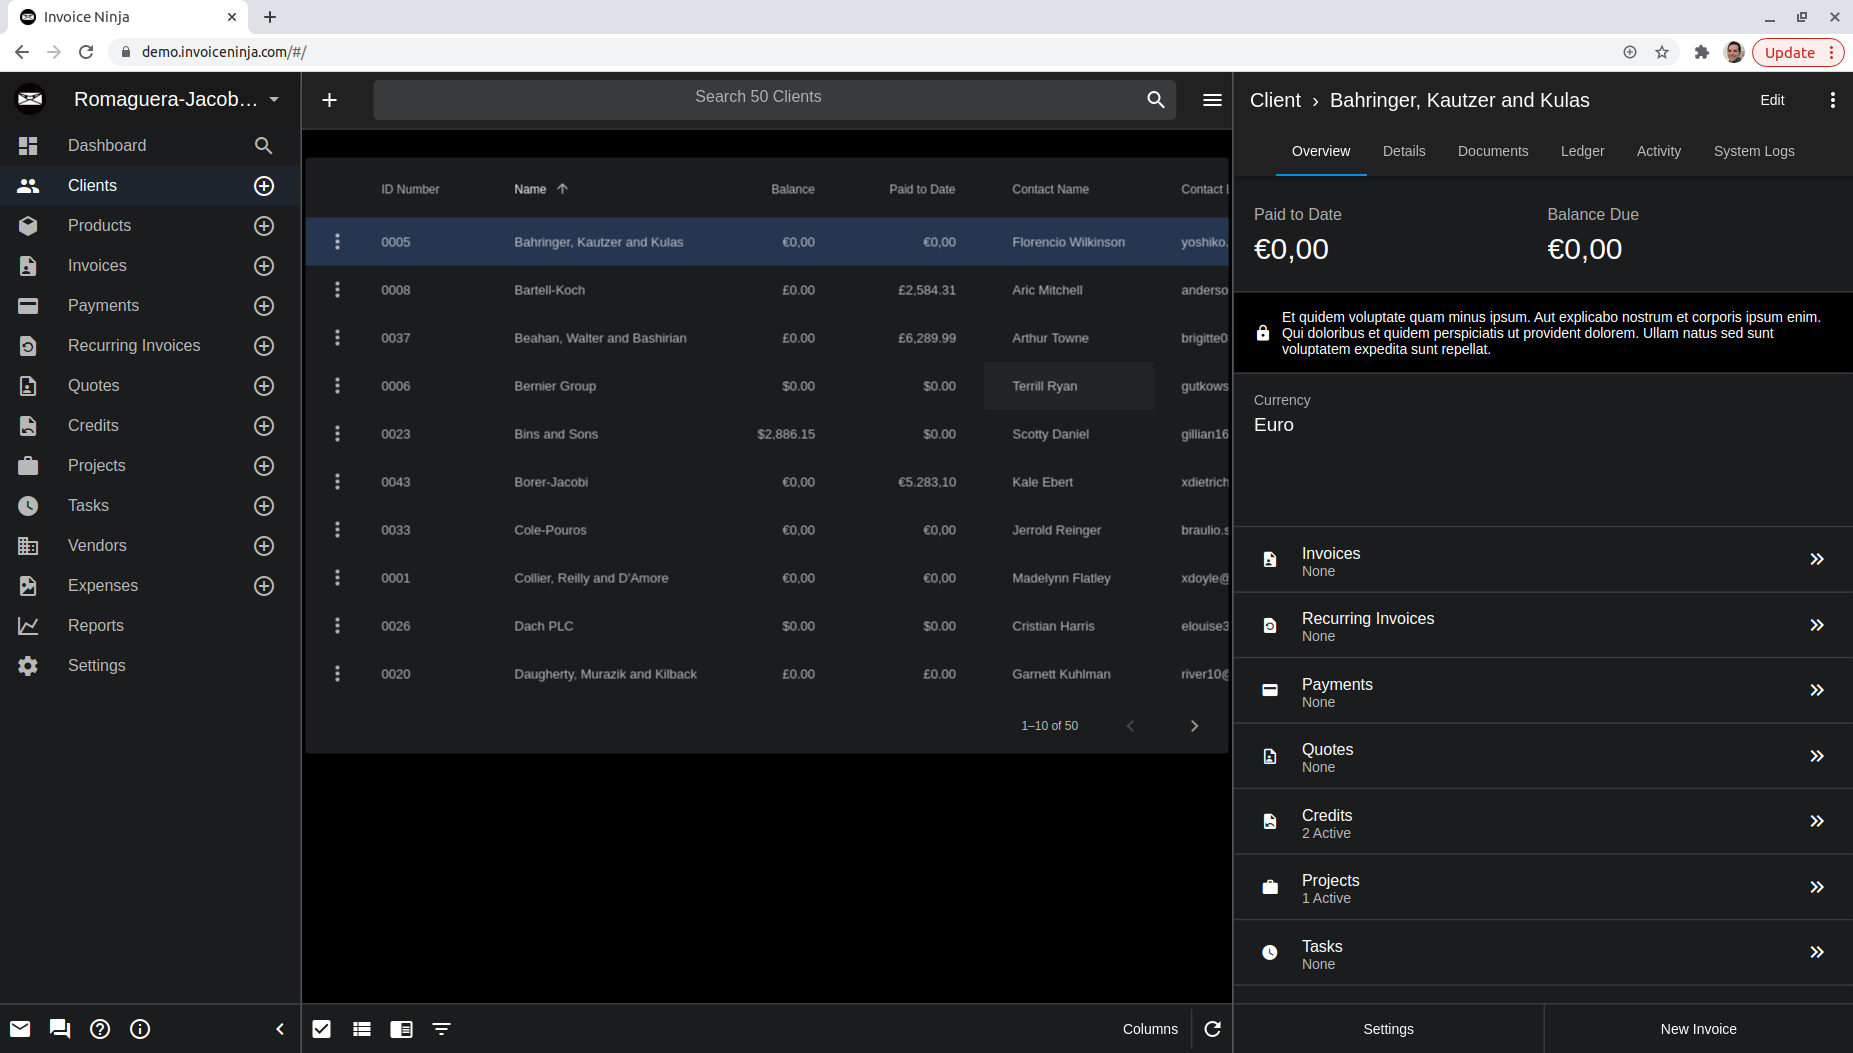 Invoice Ninja
demo.invoiceninja.com/#/
Update
Romaguera-Jacob...
Dashboard
Clients
Products
Invoices
Payments
Recurring Invoices
Quotes
Credits
Projects
Tasks
Vendors
Expenses
Reports
Settings
Search 50 Clients
ID Number Name Balance Paid to Date Contact Name Contact
0005 Bahringer, Kautzer and Kulas €0,00 €0,00 Florencio Wilkinson yoshiko.
0008 Bartell-Koch £0.00 £2,584.31 Aric Mitchell anderso
0037 Beahan, Walter and Bashirian £0.00 £6,289.99 Arthur Towne brigitte0
0006 Bernier Group $0.00 $0.00 Terrill Ryan gutkows
0023 Bins and Sons $2,886.15 $0.00 Scotty Daniel gillian16
0043 Borer-Jacobi €0,00 €5.283,10 Kale Ebert xdietrich
0033 Cole-Pouros €0,00 €0,00 Jerrold Reinger braulio.s
0001 Collier, Reilly and D'Amore €0,00 €0,00 Madelynn Flatley xdoyle@
0026 Dach PLC $0.00 $0.00 Cristian Harris elouise3
0020 Daugherty, Murazik and Kilback £0.00 £0.00 Garnett Kuhlman river10@
1–10 of 50
Columns
Client › Bahringer, Kautzer and Kulas Edit
Overview Details Documents Ledger Activity System Logs
Paid to Date Balance Due
€0,00 €0,00
Et quidem voluptate quam minus ipsum. Aut explicabo nostrum et corporis ipsum enim.
Qui doloribus et quidem perspiciatis ut provident dolorem. Ullam natus sed sunt
voluptatem expedita sunt repellat.
Currency
Euro
Invoices
None
Recurring Invoices
None
Payments
None
Quotes
None
Credits
2 Active
Projects
1 Active
Tasks
None
Settings New Invoice